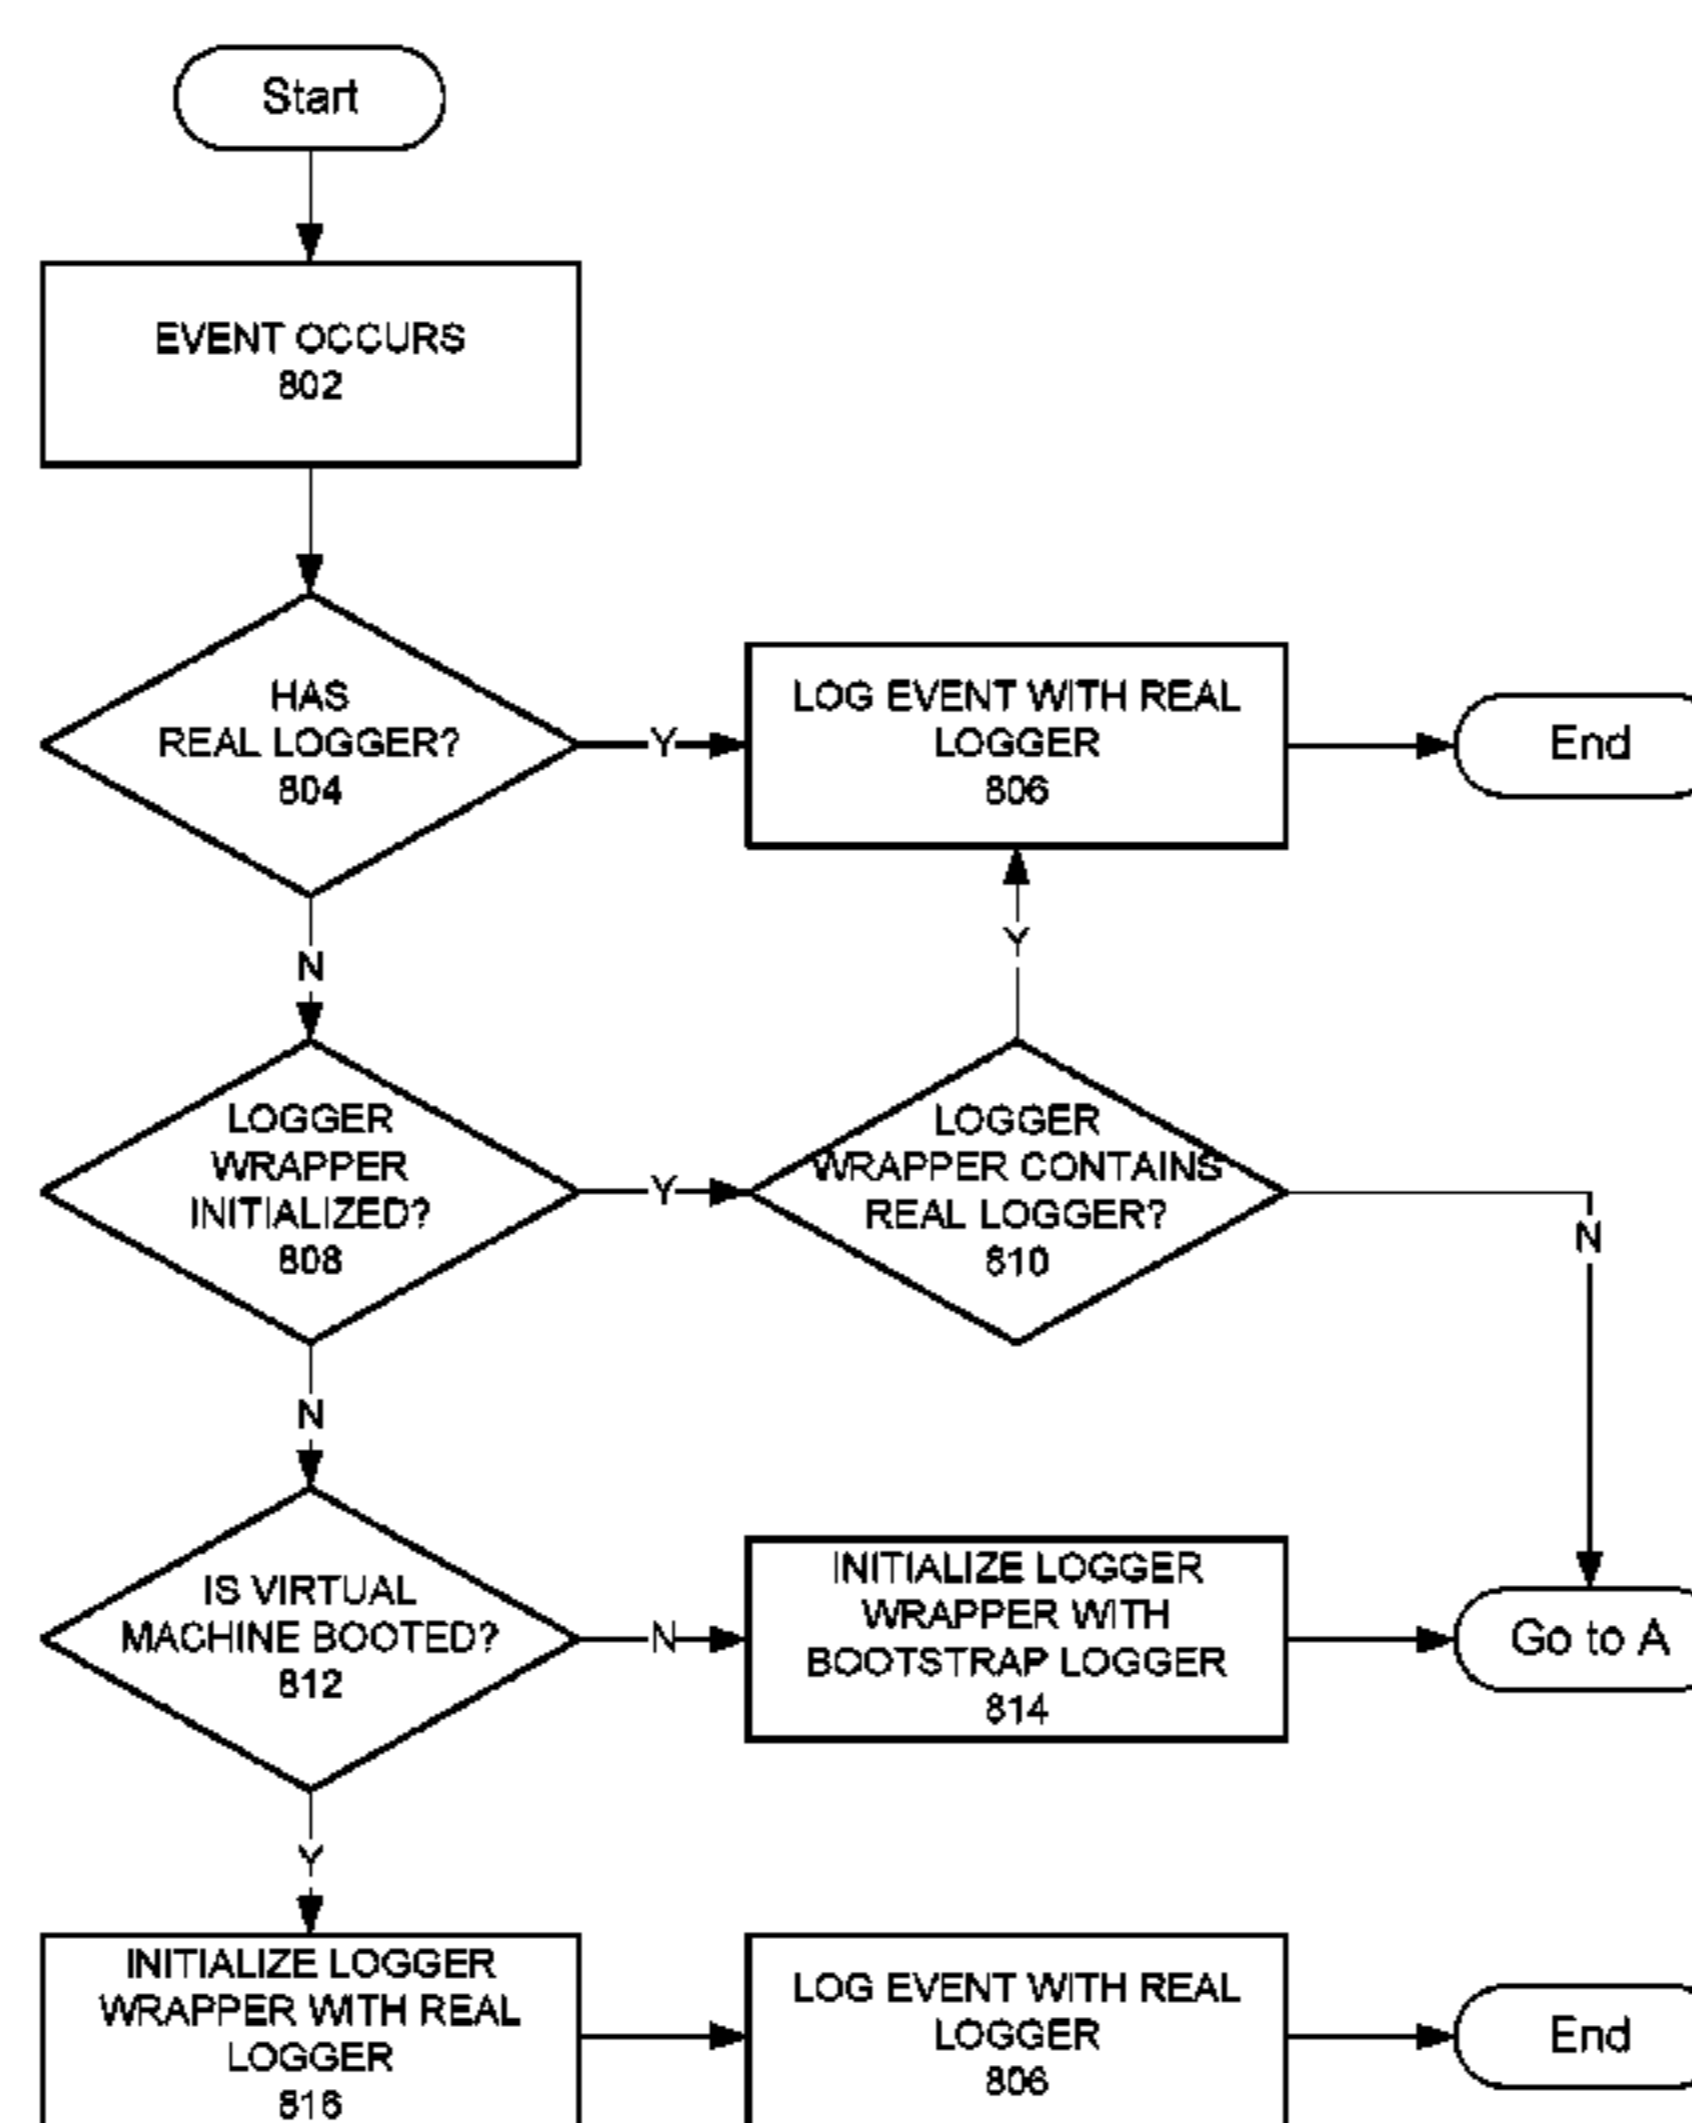 Start
EVENT OCCURS
802
HAS
REAL LOGGER?
804
Y
LOG EVENT WITH REAL
LOGGER
806
End
N
Y
LOGGER
WRAPPER
INITIALIZED?
808
Y
LOGGER
WRAPPER CONTAINS
REAL LOGGER?
810
N
N
IS VIRTUAL
MACHINE BOOTED?
812
N
INITIALIZE LOGGER
WRAPPER WITH
BOOTSTRAP LOGGER
814
Go to A
Y
INITIALIZE LOGGER
WRAPPER WITH REAL
LOGGER
816
LOG EVENT WITH REAL
LOGGER
806
End